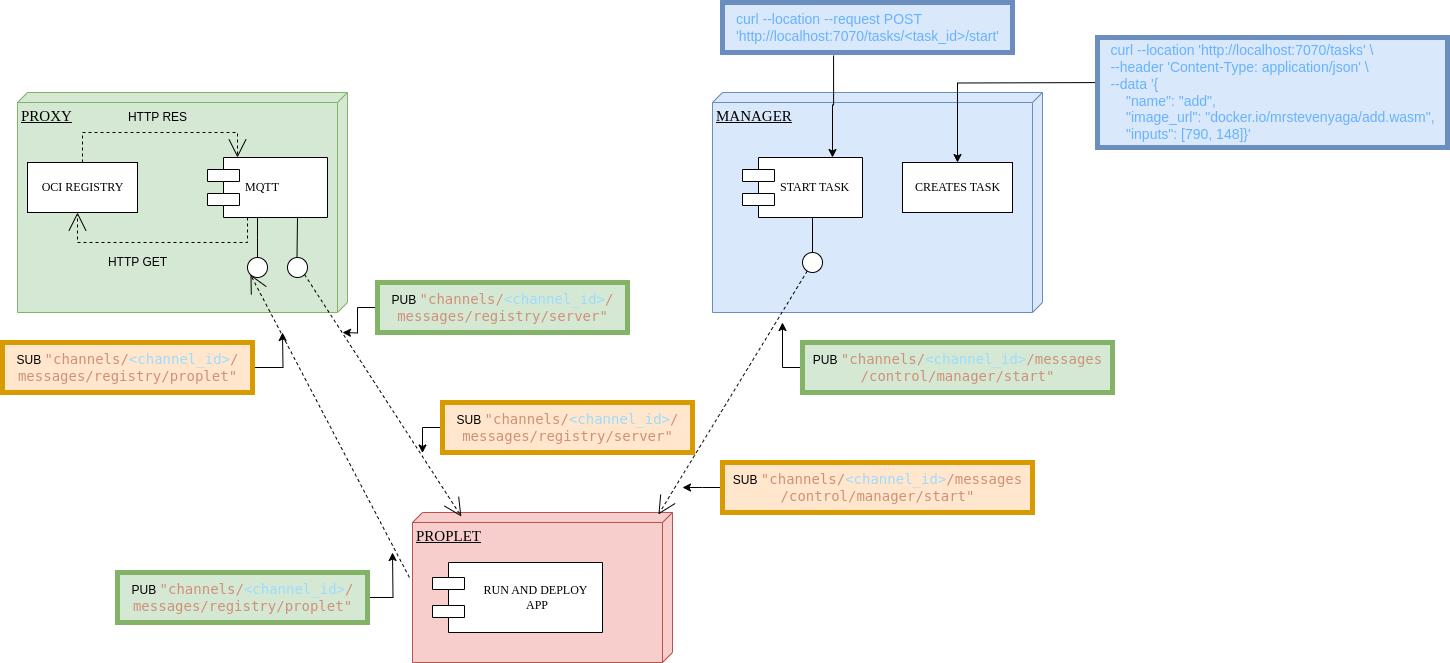 curl --location --request POST
'http://localhost:7070/tasks/<task_id>/start'
curl --location 'http://localhost:7070/tasks' \
--header 'Content-Type: application/json' \
--data '{
"name": "add",
"image_url": "docker.io/mrstevenyaga/add.wasm",
"inputs": [790, 148]}'
PROXY
HTTP RES
OCI REGISTRY
MQTT
HTTP GET
MANAGER
START TASK
CREATES TASK
PUB "channels/<channel_id>/
messages/registry/server"
SUB "channels/<channel_id>/
messages/registry/proplet"
PUB "channels/<channel_id>/messages
/control/manager/start"
SUB "channels/<channel_id>/
messages/registry/server"
SUB "channels/<channel_id>/messages
/control/manager/start"
PROPLET
RUN AND DEPLOY
APP
PUB "channels/<channel_id>/
messages/registry/proplet"